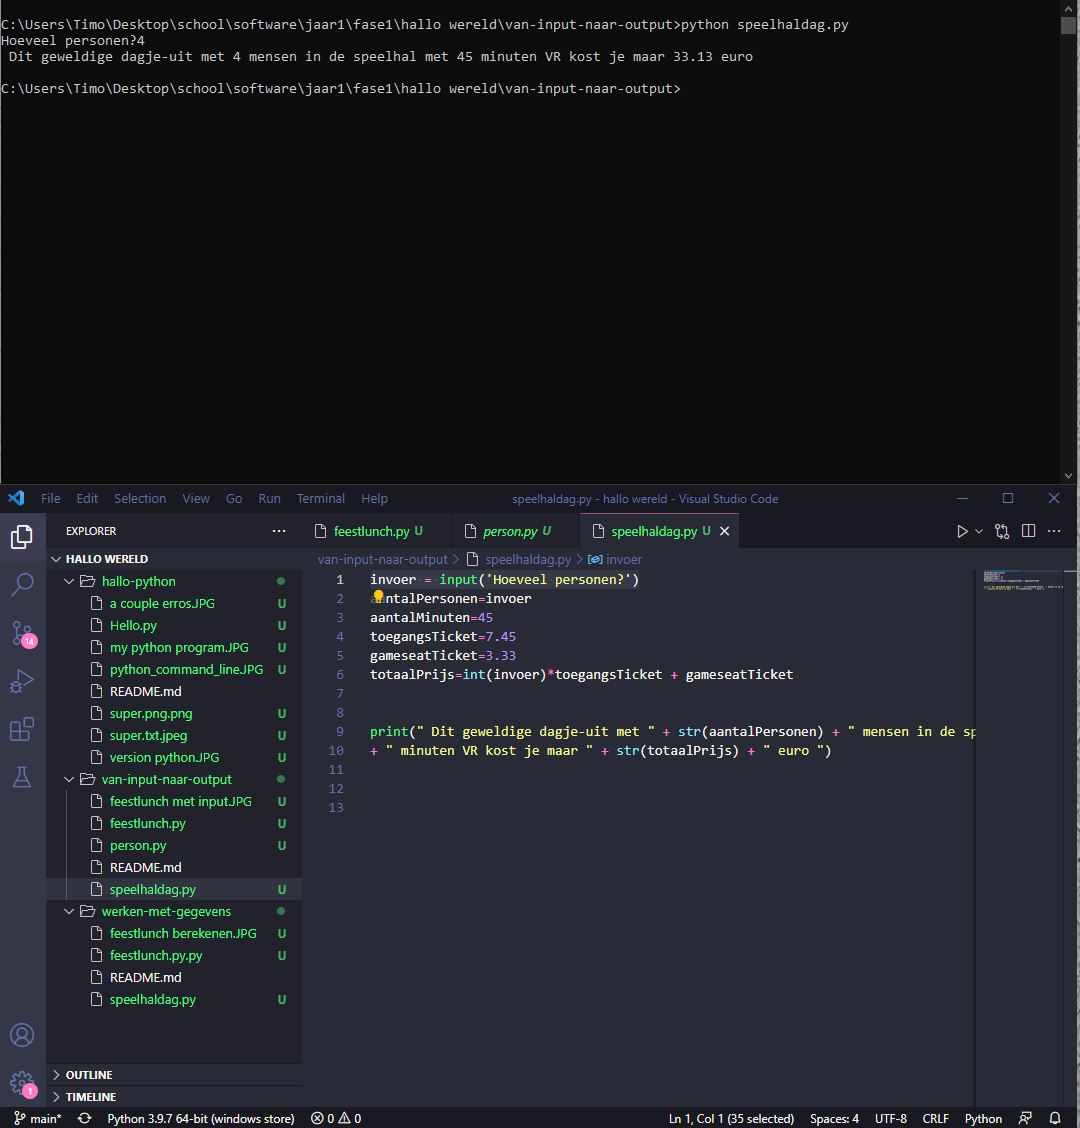 C:\Users\Timo\Desktop\school\software\jaar1\fase1\hallo wereld\van-input-naar-output>python speelhaldag.py
Hoeveel personen?4
 Dit geweldige dagje-uit met 4 mensen in de speelhal met 45 minuten VR kost je maar 33.13 euro
C:\Users\Timo\Desktop\school\software\jaar1\fase1\hallo wereld\van-input-naar-output>
File Edit Selection View Go Run Terminal Help speelhaldag.py - hallo wereld - Visual Studio Code
EXPLORER ··· feestlunch.py U person.py U speelhaldag.py U
HALLO WERELD
van-input-naar-output > speelhaldag.py > invoer
hallo-python
a couple erros.JPG U
Hello.py U
my python program.JPG U
python_command_line.JPG U
README.md
super.png.png U
super.txt.jpeg U
version python.JPG U
van-input-naar-output
feestlunch met input.JPG U
feestlunch.py U
person.py U
README.md
speelhaldag.py U
werken-met-gegevens
feestlunch berekenen.JPG U
feestlunch.py.py U
README.md
speelhaldag.py U
OUTLINE
TIMELINE
14
1
1 invoer = input('Hoeveel personen?')
2 aantalPersonen=invoer
3 aantalMinuten=45
4 toegangsTicket=7.45
5 gameseatTicket=3.33
6 totaalPrijs=int(invoer)*toegangsTicket + gameseatTicket
7
8
9 print(" Dit geweldige dagje-uit met " + str(aantalPersonen) + " mensen in de sp
10 + " minuten VR kost je maar " + str(totaalPrijs) + " euro ")
11
12
13
main* Python 3.9.7 64-bit (windows store) 0 0 Ln 1, Col 1 (35 selected) Spaces: 4 UTF-8 CRLF Python